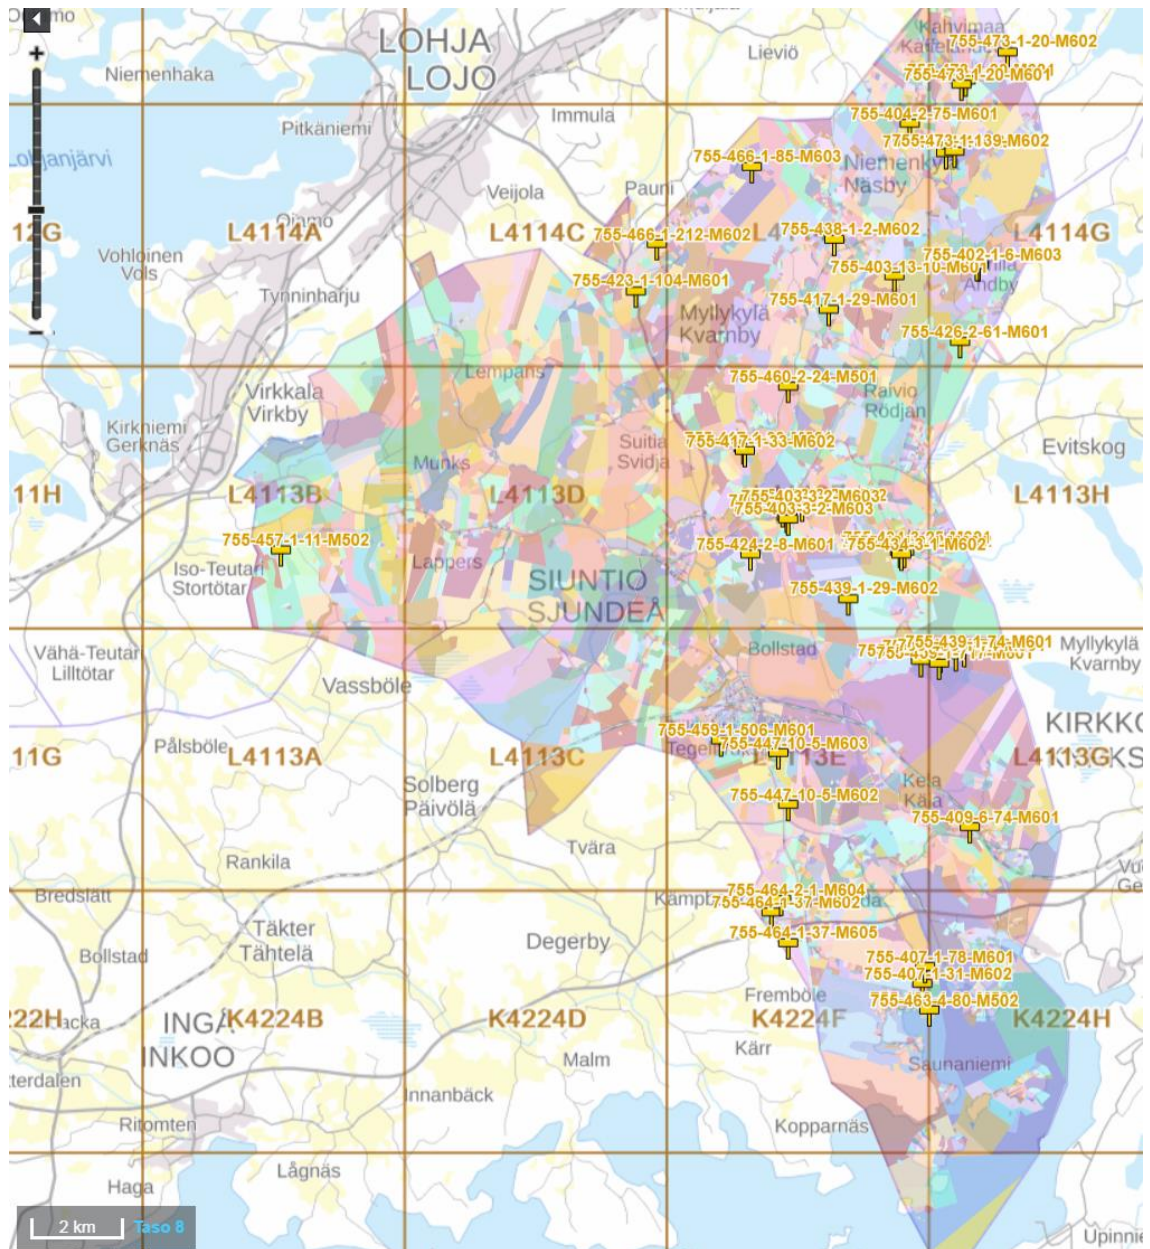 LOHJA
LOJO
Kahvimaa
755-473-1-20-M602
Lieviö
Niemenhaka
755-473-1-20-M601
Immula
755-404-2-75-M601
Pitkäniemi
755-473-1-139-M602
755-466-1-85-M603
Niemenky
Näsby
Pauni
Veijola
Ojamo
12G
L4114A
L4114C
755-466-1-212-M602
755-438-1-2-M602
L4114G
Vohloinen
Vols
755-402-1-6-M603
755-403-13-10-M601
Andby
755-423-1-104-M601
Tynninharju
755-417-1-29-M601
Myllykylä
Kvarnby
755-426-2-61-M601
Lempans
755-460-2-24-M501
Virkkala
Virkby
Raivio
Rödjan
Kirkniemi
Gerknäs
Suitia
Svidja
755-417-1-33-M602
Evitskog
Munks
11H
L4113B
L4113D
L4113H
755-403-3-2-M603
755-457-1-11-M502
755-424-2-8-M601
755-434-3-1-M602
Lappers
Iso-Teutari
Stortötar
SIUNTIO
SJUNDEÅ
755-439-1-29-M602
Vähä-Teutari
Lilltötar
Bollstad
755-439-1-74-M601
Myllykylä
Kvarnby
Vassböle
KIRKKO
755-459-1-506-M601
Pålsböle
11G
L4113A
L4113C
755-447-10-5-M603
L4113E
L4113G
Solberg
Päivölä
Kela
Käla
755-447-10-5-M602
755-409-6-74-M601
Tvära
Rankila
Bredslätt
755-464-2-1-M604
755-464-1-37-M602
Täkter
Tähtelä
Degerby
755-464-1-37-M605
Bollstad
755-407-1-78-M601
755-407-1-31-M602
Fremböle
755-463-4-80-M502
22H
INGÅ
INKOO
K4224B
K4224D
K4224F
K4224H
Kärr
Malm
Saunaniemi
Innanbäck
Ritomten
Kopparnäs
Lågnäs
Haga
2 km
Taso 8